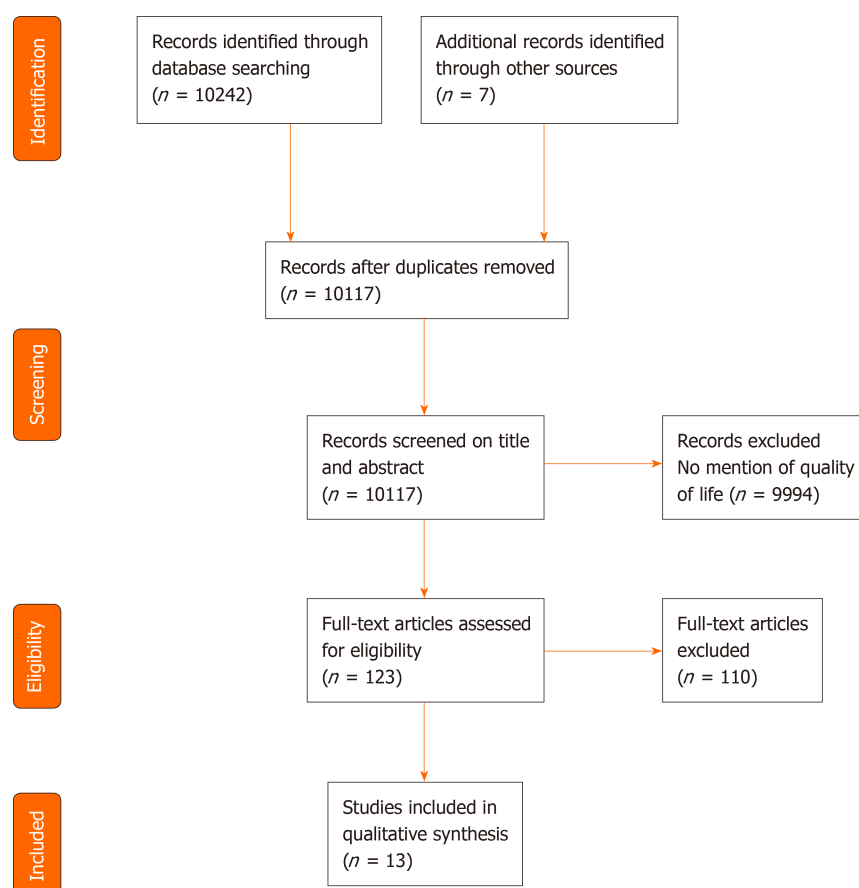 Identification
Records identified through
database searching
(n = 10242)
Additional records identified
through other sources
(n = 7)
Records after duplicates removed
(n = 10117)
Screening
Records screened on title
and abstract
(n = 10117)
Records excluded
No mention of quality
of life (n = 9994)
Eligibility
Full-text articles assessed
for eligibility
(n = 123)
Full-text articles
excluded
(n = 110)
Included
Studies included in
qualitative synthesis
(n = 13)